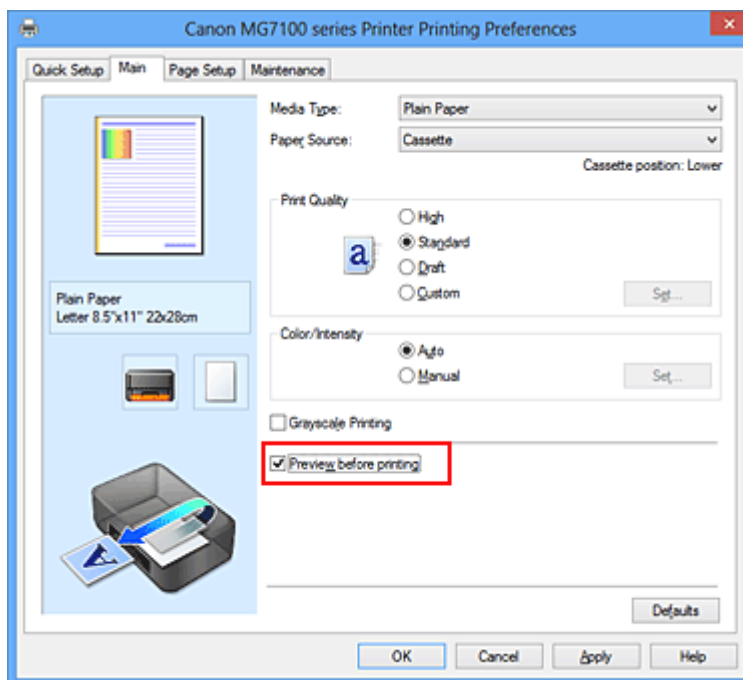 Canon MG7100 series Printer Printing Preferences
Quick Setup Main Page Setup Maintenance
Media Type: Plain Paper
Paper Source: Cassette
Cassette position: Lower
Print Quality
High
a Standard
Draft
Custom Set...
Plain Paper
Letter 8.5"x11" 22x28cm
Color/Intensity
Auto
Manual Set...
Grayscale Printing
Preview before printing
A
Defaults
OK Cancel Apply Help